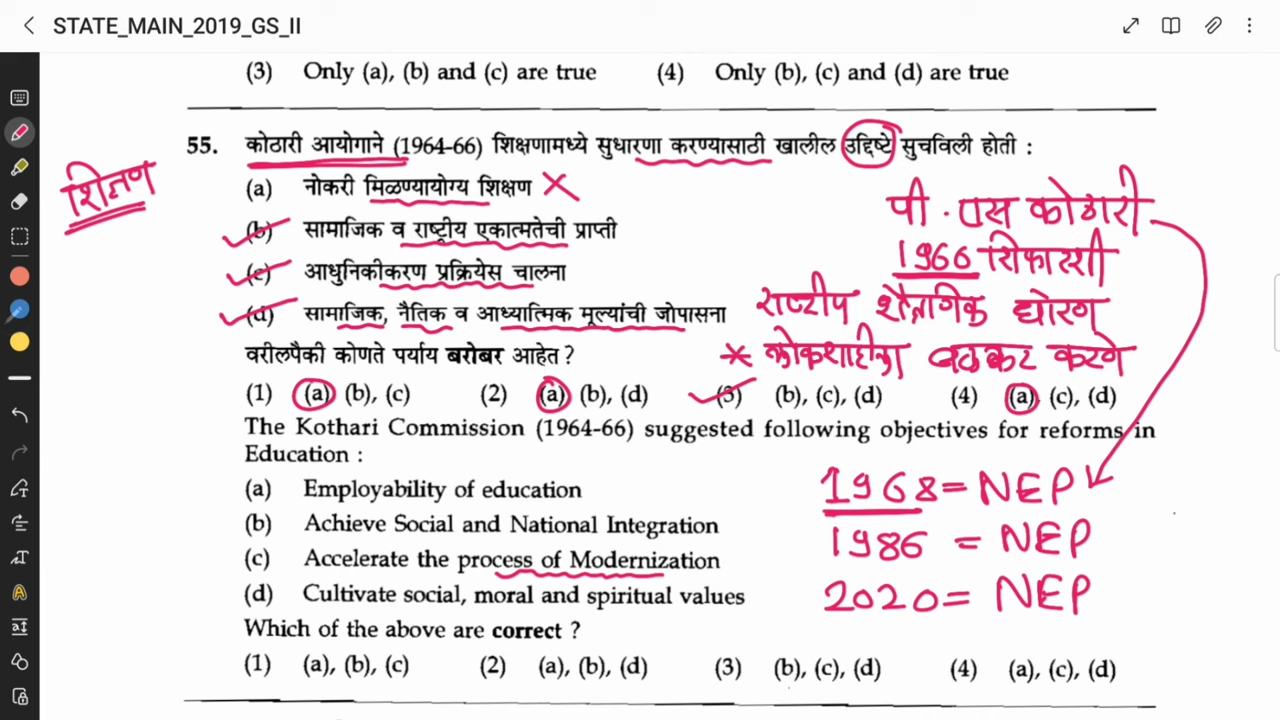 STATE_MAIN_2019_GS_II
(3) Only (a), (b) and (c) are true (4) Only (b), (c) and (d) are true
55. कोठारी आयोगाने (1964-66) शिक्षणामध्ये सुधारणा करण्यासाठी खालील उद्दिष्टे सुचविली होती :
शिक्षण
(a) नोकरी मिळण्यायोग्य शिक्षण
पी . एस कोठारी
(b) सामाजिक व राष्ट्रीय एकात्मतेची प्राप्ती
1966 शिफारशी
(c) आधुनिकीकरण प्रक्रियेस चालना
राष्ट्रीय शैक्षणिक धोरण
(d) सामाजिक, नैतिक व आध्यात्मिक मूल्यांची जोपासना
वरीलपैकी कोणते पर्याय बरोबर आहेत ?
* लोकशाहीला बळकट करणे
(1) (a) (b), (c) (2) (a) (b), (d) (3) (b), (c), (d) (4) (a), (c), (d)
The Kothari Commission (1964-66) suggested following objectives for reforms in
Education :
(a) Employability of education
1968 = NEP
(b) Achieve Social and National Integration
1986 = NEP
(c) Accelerate the process of Modernization
(d) Cultivate social, moral and spiritual values
2020 = NEP
Which of the above are correct ?
(1) (a), (b), (c) (2) (a), (b), (d) (3) (b), (c), (d) (4) (a), (c), (d)